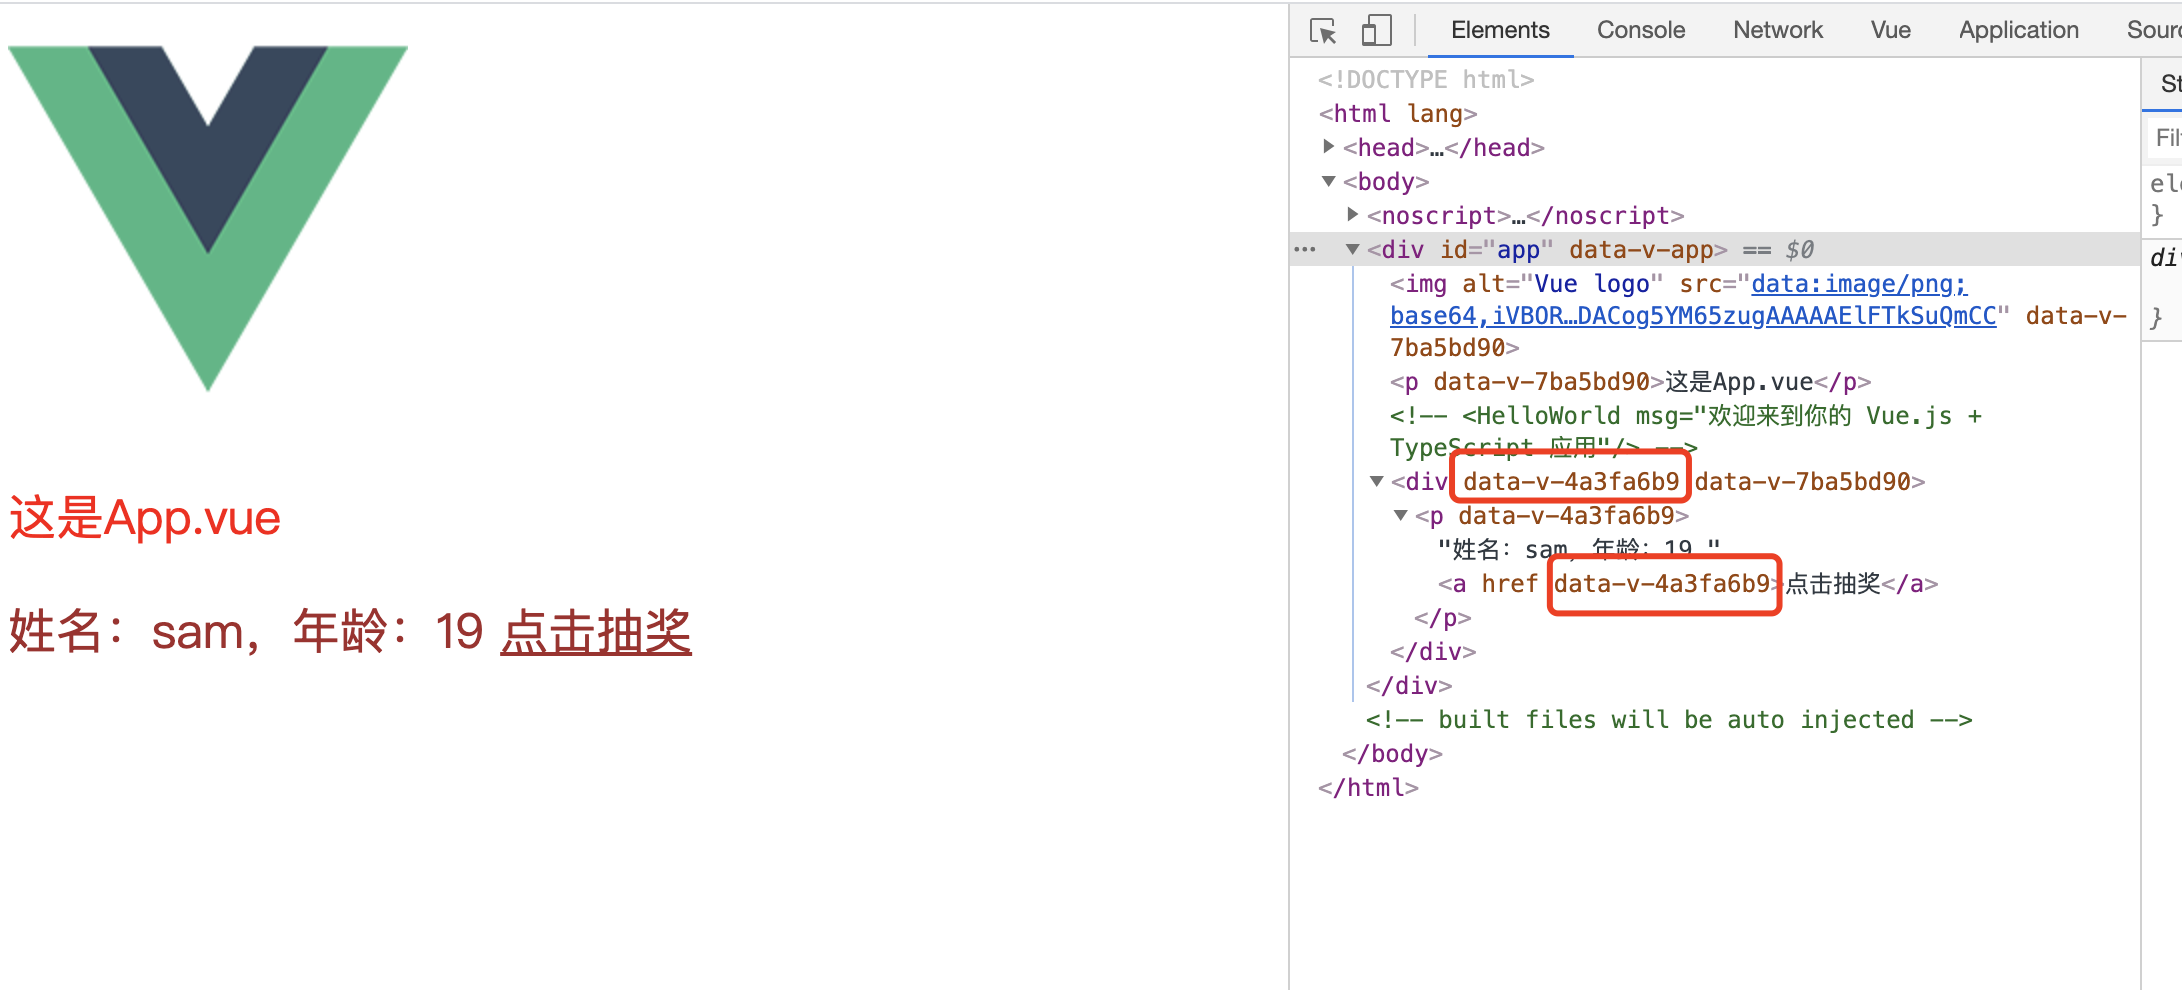 这是App.vue
姓名：sam，年龄：19 点击抽奖
Elements Console Network Vue Application
<!DOCTYPE html>
<html lang>
<head>…</head>
<body>
<noscript>…</noscript>
<div id="app" data-v-app> == $0
<img alt="Vue logo" src="data:image/png;
base64,iVBOR…DACog5YM65zugAAAAAElFTkSuQmCC" data-v-
7ba5bd90>
<p data-v-7ba5bd90>这是App.vue</p>
<!-- <HelloWorld msg="欢迎来到你的 Vue.js +
TypeScript 应用"/> -->
<div data-v-4a3fa6b9 data-v-7ba5bd90>
<p data-v-4a3fa6b9>
"姓名：sam，年龄：19 "
<a href data-v-4a3fa6b9>点击抽奖</a>
</p>
</div>
</div>
<!-- built files will be auto injected -->
</body>
</html>
}
}